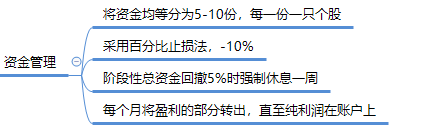 将资金均等分为5-10份，每一份一只个股
采用百分比止损法，-10%
资金管理
阶段性总资金回撤5%时强制休息一周
每个月将盈利的部分转出，直至纯利润在账户上